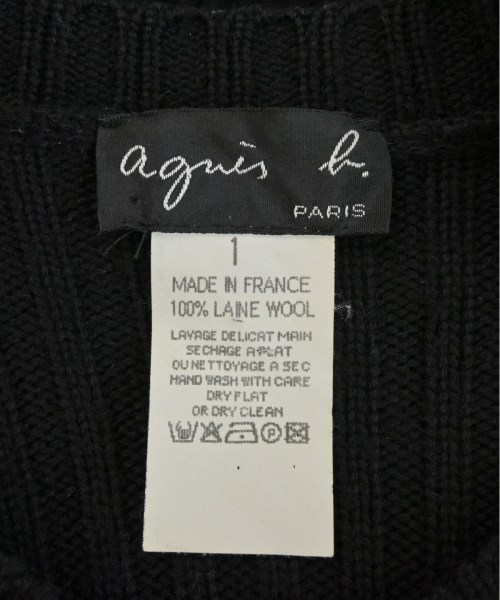 agnès b.
PARIS
1
MADE IN FRANCE
100% LAINE WOOL
LAVAGE DELICAT MAIN
SECHAGE A PLAT
OU NETTOYAGE A SEC
HAND WASH WITH CARE
DRY FLAT
OR DRY CLEAN